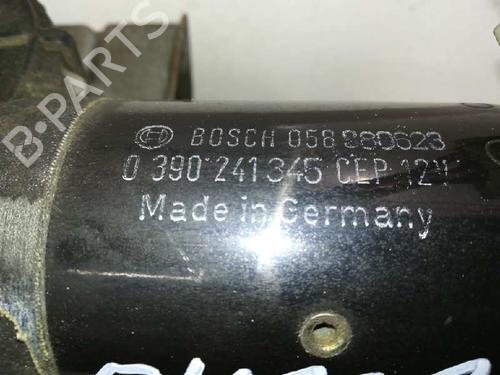 B-PARTS
BOSCH 058 880623
0 390 241 345 CEP 12V
Made in Germany